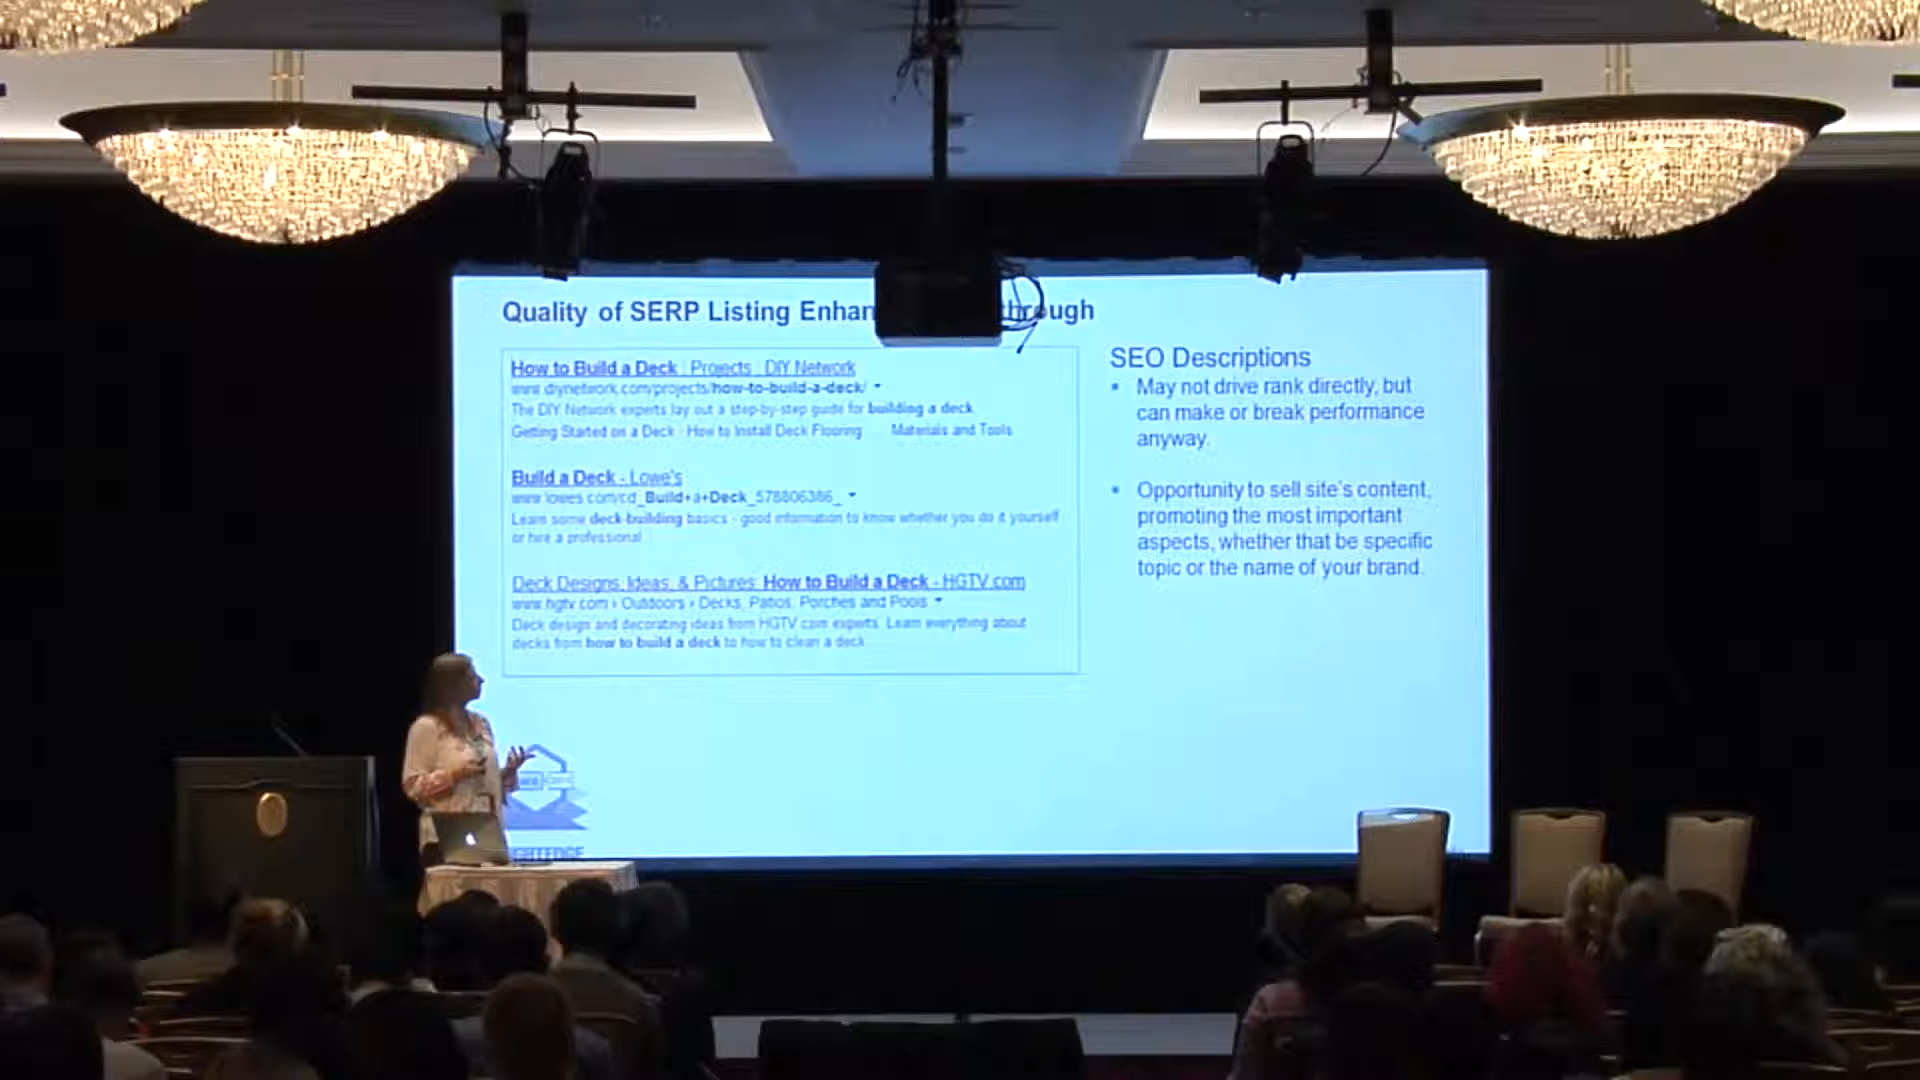 Quality of SERP Listing Enhan through
How to Build a Deck : Projects : DIY Network
www.diynetwork.com/projects/how-to-build-a-deck/
The DIY Network experts lay out a step-by-step guide for building a deck.
Getting Started on a Deck - How to Install Deck Flooring Materials and Tools
Build a Deck - Lowe's
www.lowes.com/cd_Build+a+Deck_578806386_
Learn some deck-building basics - good information to know whether you do it yourself
or hire a professional.
Deck Designs, Ideas, & Pictures: How to Build a Deck - HGTV.com
www.hgtv.com › Outdoors › Decks, Patios, Porches and Pools
Deck design and decorating ideas from HGTV.com experts. Learn everything about
decks from how to build a deck to how to clean a deck.
SEO Descriptions
• May not drive rank directly, but
can make or break performance
anyway.
• Opportunity to sell site's content,
promoting the most important
aspects, whether that be specific
topic or the name of your brand.